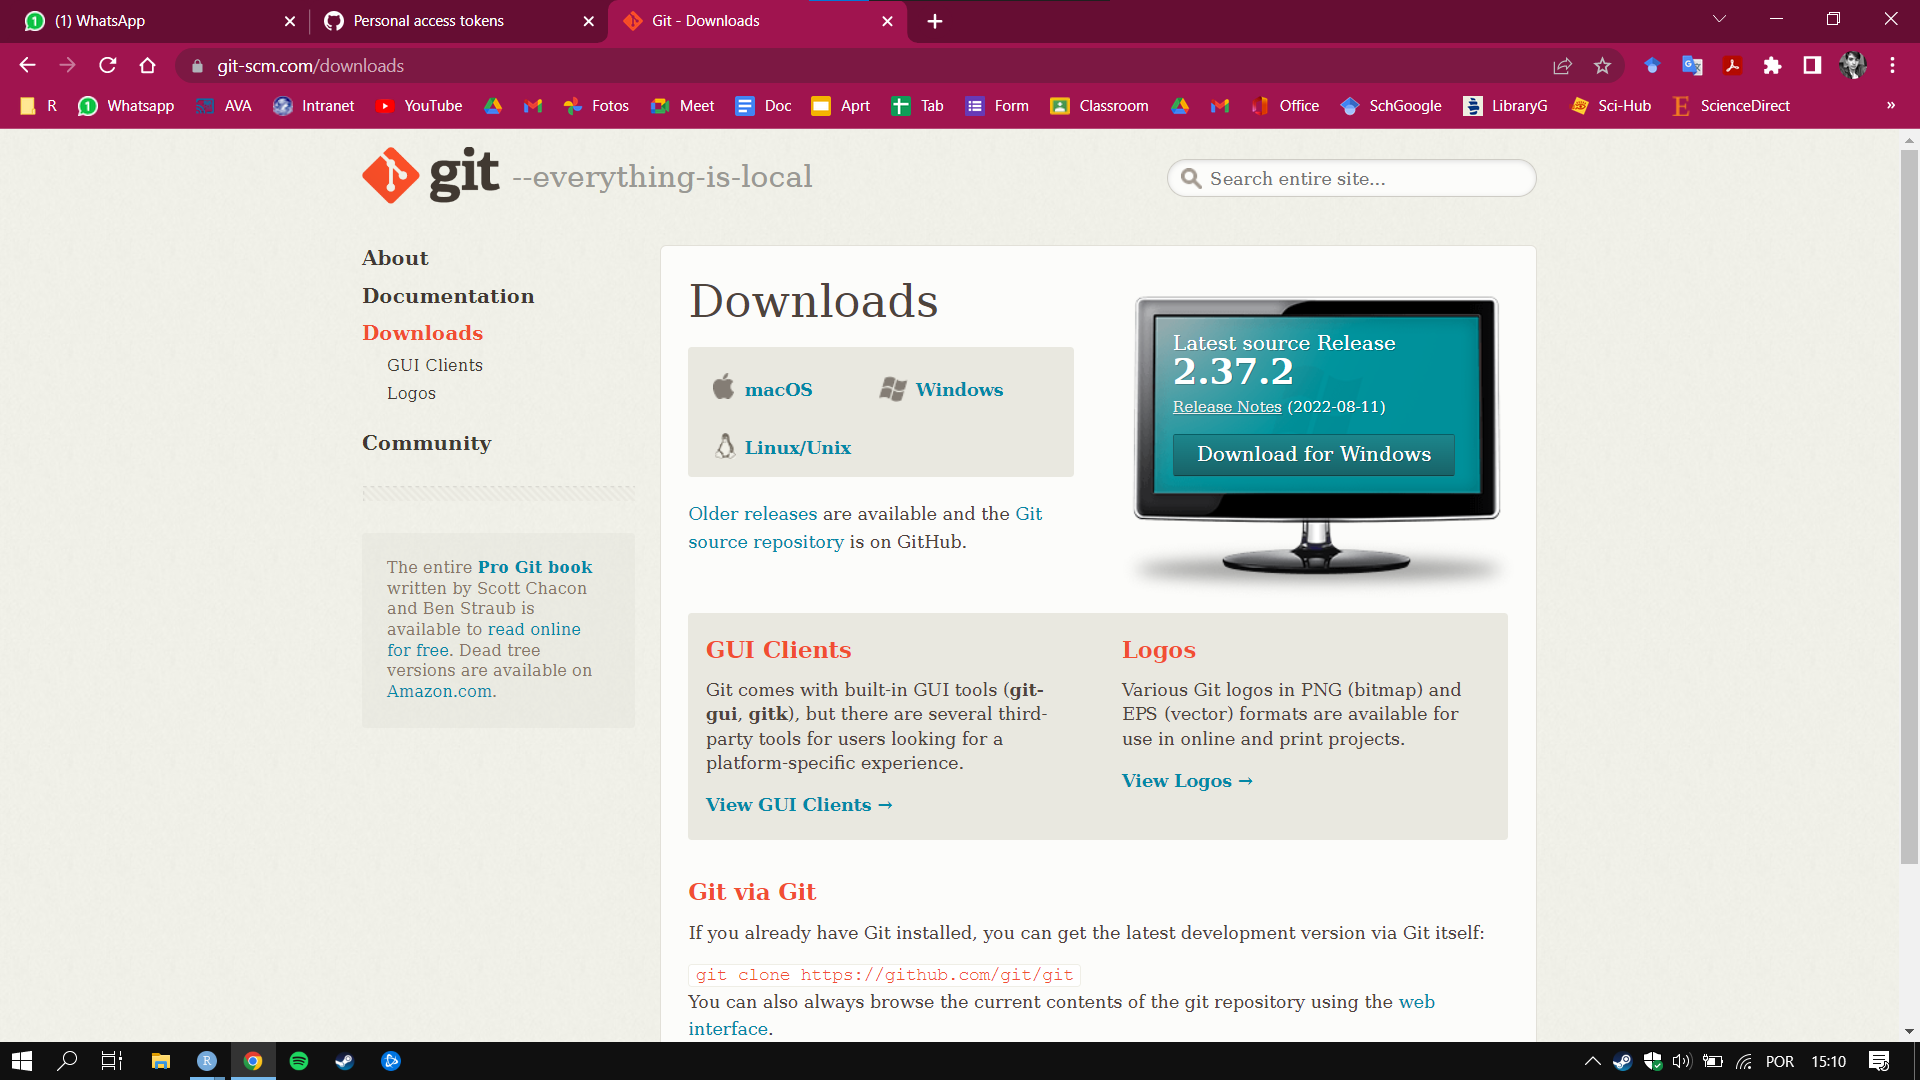 (1) WhatsApp
Personal access tokens
Git - Downloads
git-scm.com/downloads
R Whatsapp AVA Intranet YouTube Fotos Meet Doc Aprt Tab Form Classroom Office SchGoogle LibraryG Sci-Hub ScienceDirect »
git --everything-is-local
Search entire site...
About
Documentation
Downloads
GUI Clients
Logos
Community
The entire Pro Git book
written by Scott Chacon
and Ben Straub is
available to read online
for free. Dead tree
versions are available on
Amazon.com.
Downloads
macOS Windows
Linux/Unix
Older releases are available and the Git
source repository is on GitHub.
Latest source Release
2.37.2
Release Notes (2022-08-11)
Download for Windows
GUI Clients
Git comes with built-in GUI tools (git-
gui, gitk), but there are several third-
party tools for users looking for a
platform-specific experience.
View GUI Clients →
Logos
Various Git logos in PNG (bitmap) and
EPS (vector) formats are available for
use in online and print projects.
View Logos →
Git via Git
If you already have Git installed, you can get the latest development version via Git itself:
git clone https://github.com/git/git
You can also always browse the current contents of the git repository using the web
interface.
POR 15:10